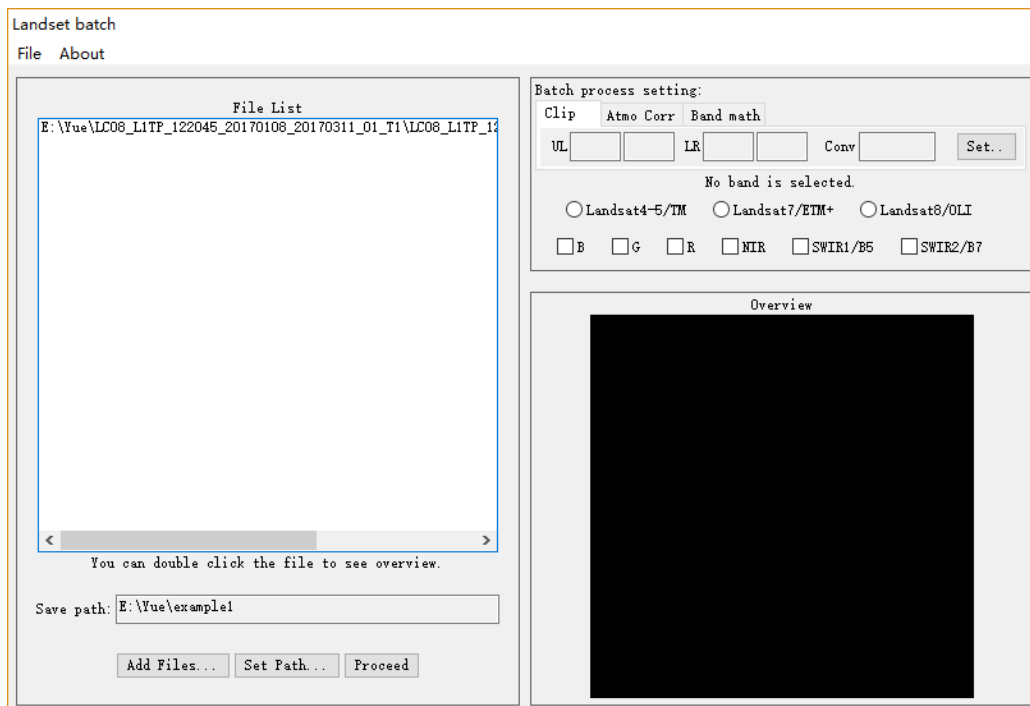 Landset batch
File About
File List
E:\Yue\LC08_L1TP_122045_20170108_20170311_01_T1\LC08_L1TP_12
You can double click the file to see overview.
Save path: E:\Yue\example1
Add Files... Set Path... Proceed
Batch process setting:
Clip Atmo Corr Band math
UL LR Conv Set..
No band is selected.
Landsat4-5/TM Landsat7/ETM+ Landsat8/OLI
B G R NIR SWIR1/B5 SWIR2/B7
Overview